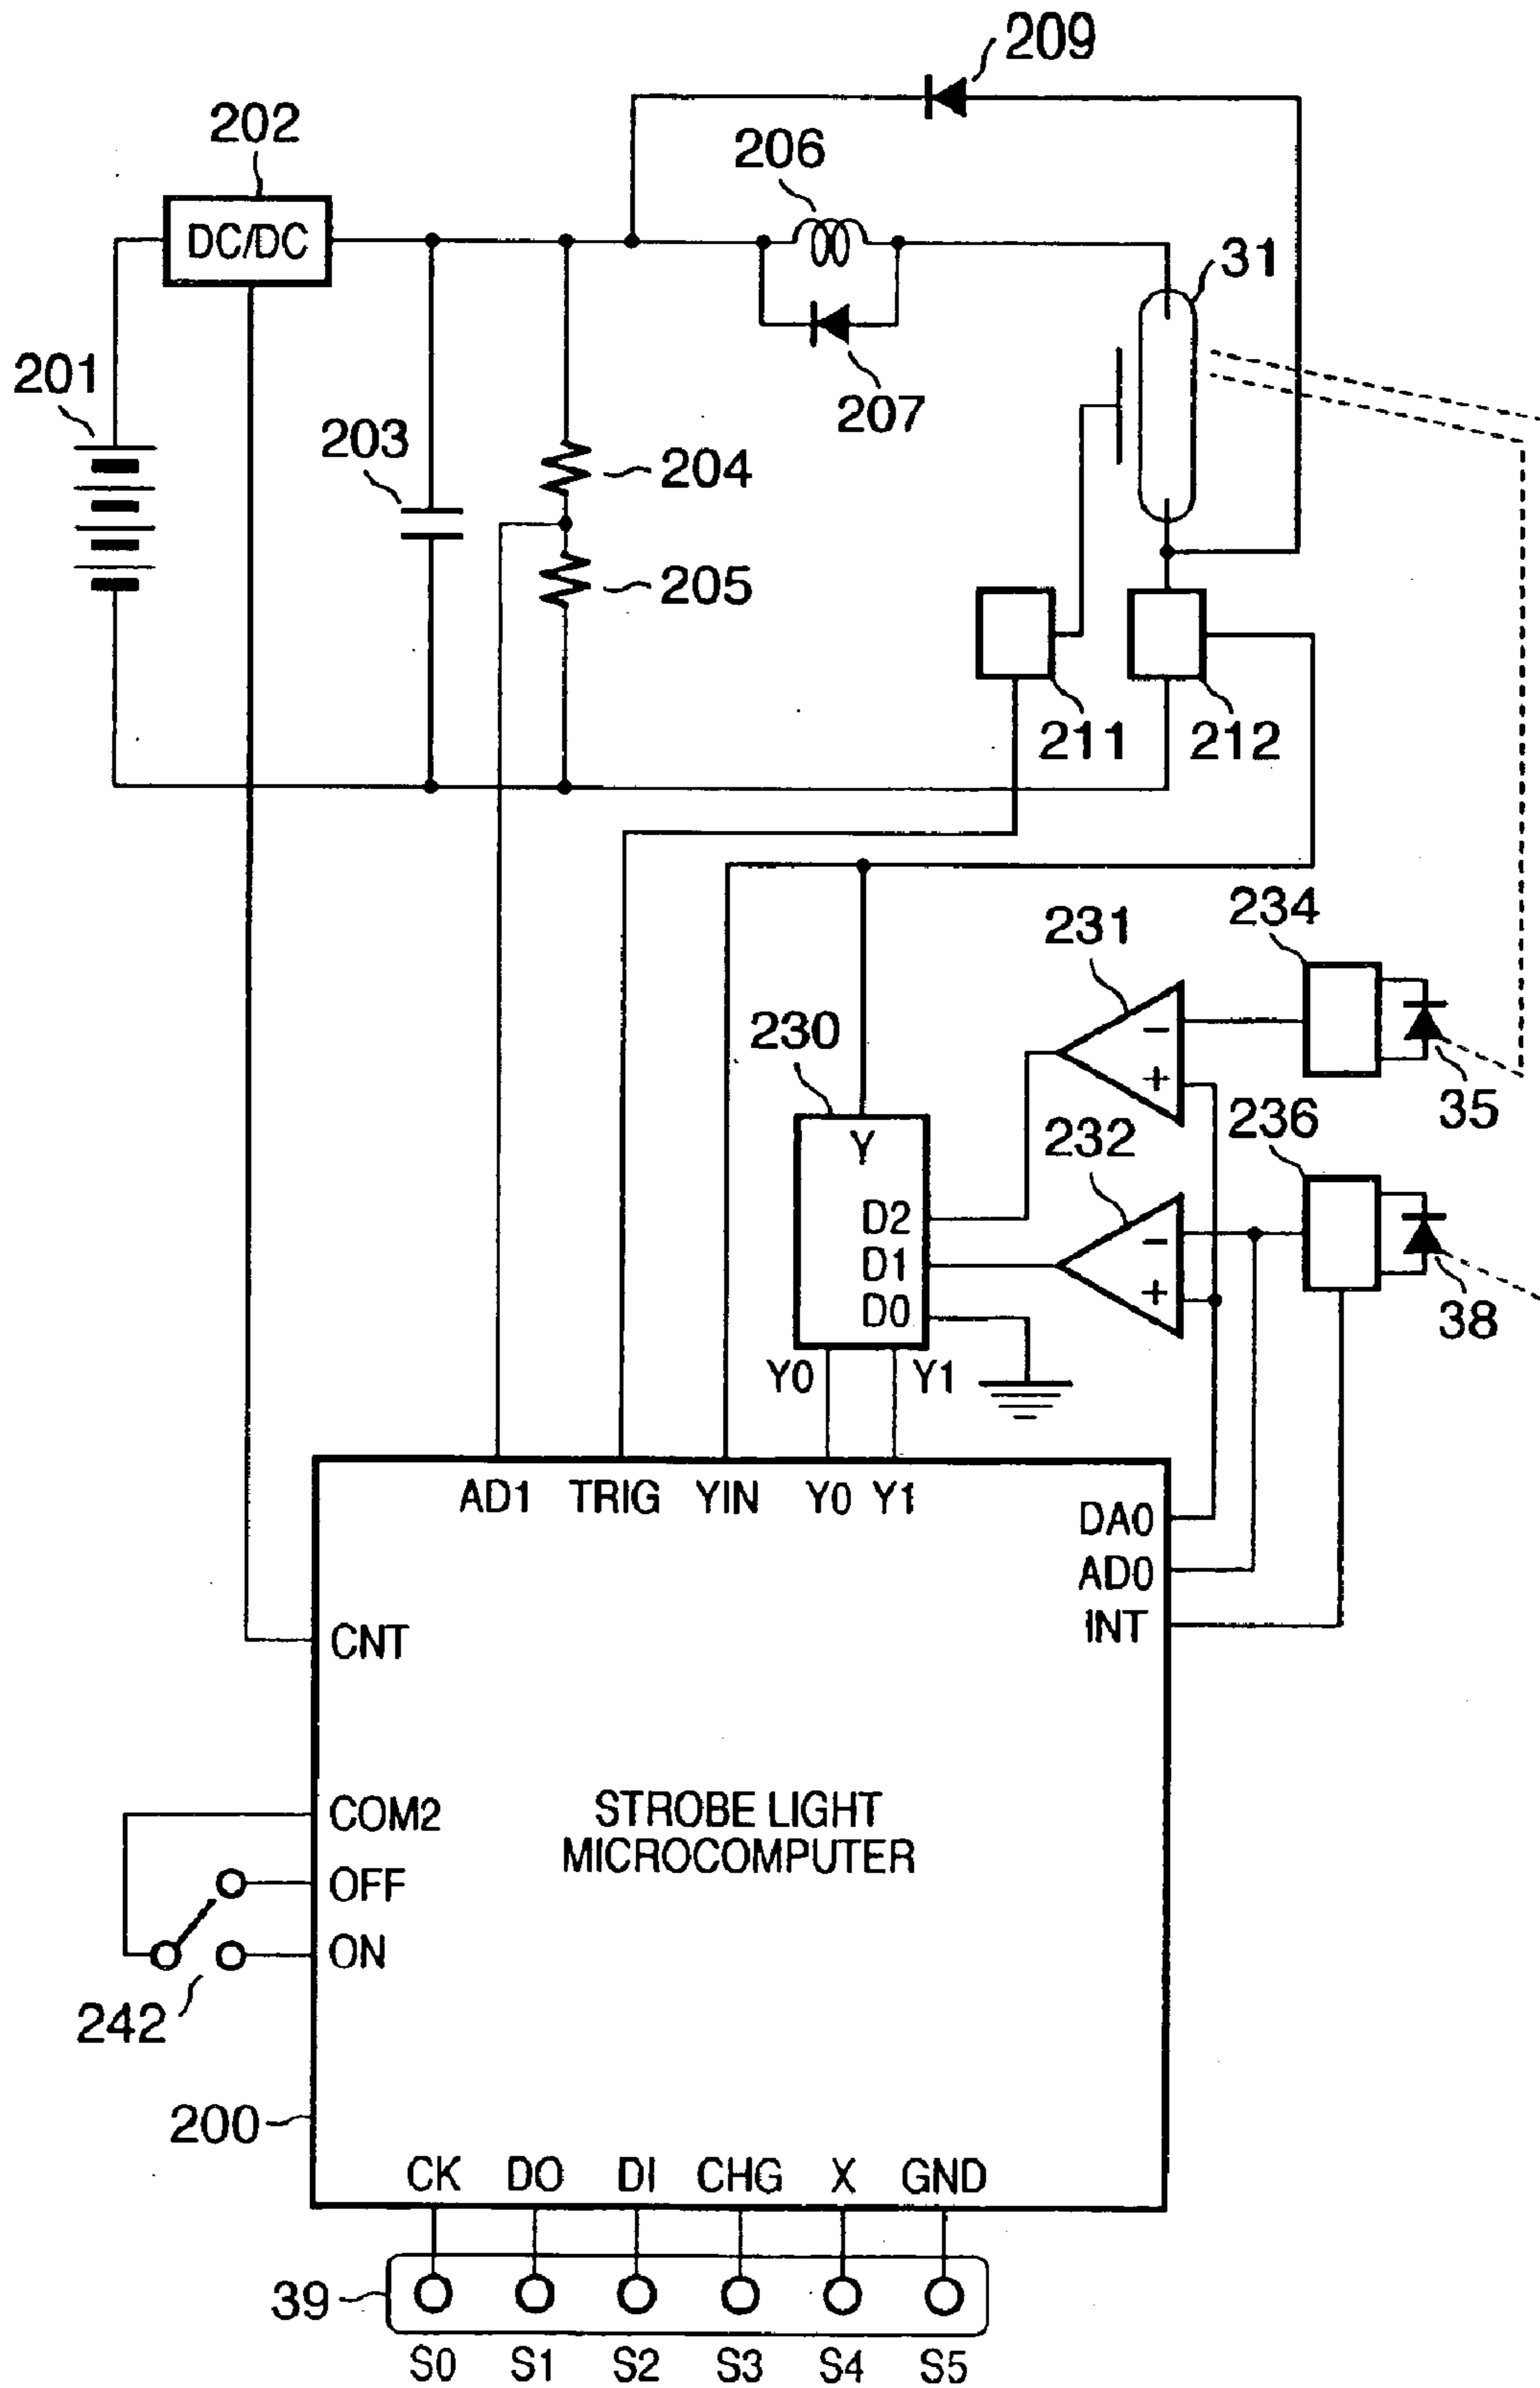 209
202
206
DC/DC
31
201
207
203
204
205
211
212
231
234
230
−
+
35
Y
232
236
D2
D1
D0
−
+
38
Y0
Y1
AD1
TRIG
YIN
Y0
Y1
DA0
AD0
INT
CNT
COM2
OFF
ON
STROBE LIGHT
MICROCOMPUTER
242
200
CK
DO
DI
CHG
X
GND
39
S0
S1
S2
S3
S4
S5